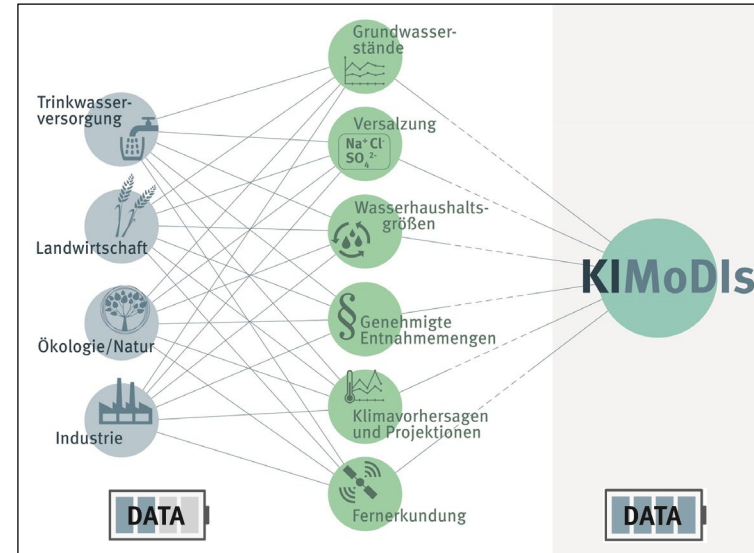 Trinkwasser-
versorgung
Landwirtschaft
Ökologie/Natur
Industrie
DATA
Grundwasser-
stände
Versalzung
Na⁺ Cl⁻
SO₄²⁻
Wasserhaushalts-
größen
§
Genehmigte
Entnahmemengen
Klimavorhersagen
und Projektionen
Fernerkundung
KIMoDIs
DATA